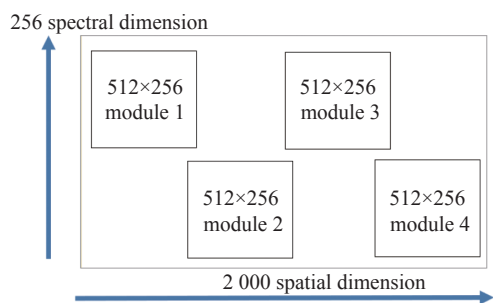 256 spectral dimension
512×256
module 1
512×256
module 3
512×256
module 2
512×256
module 4
2 000 spatial dimension